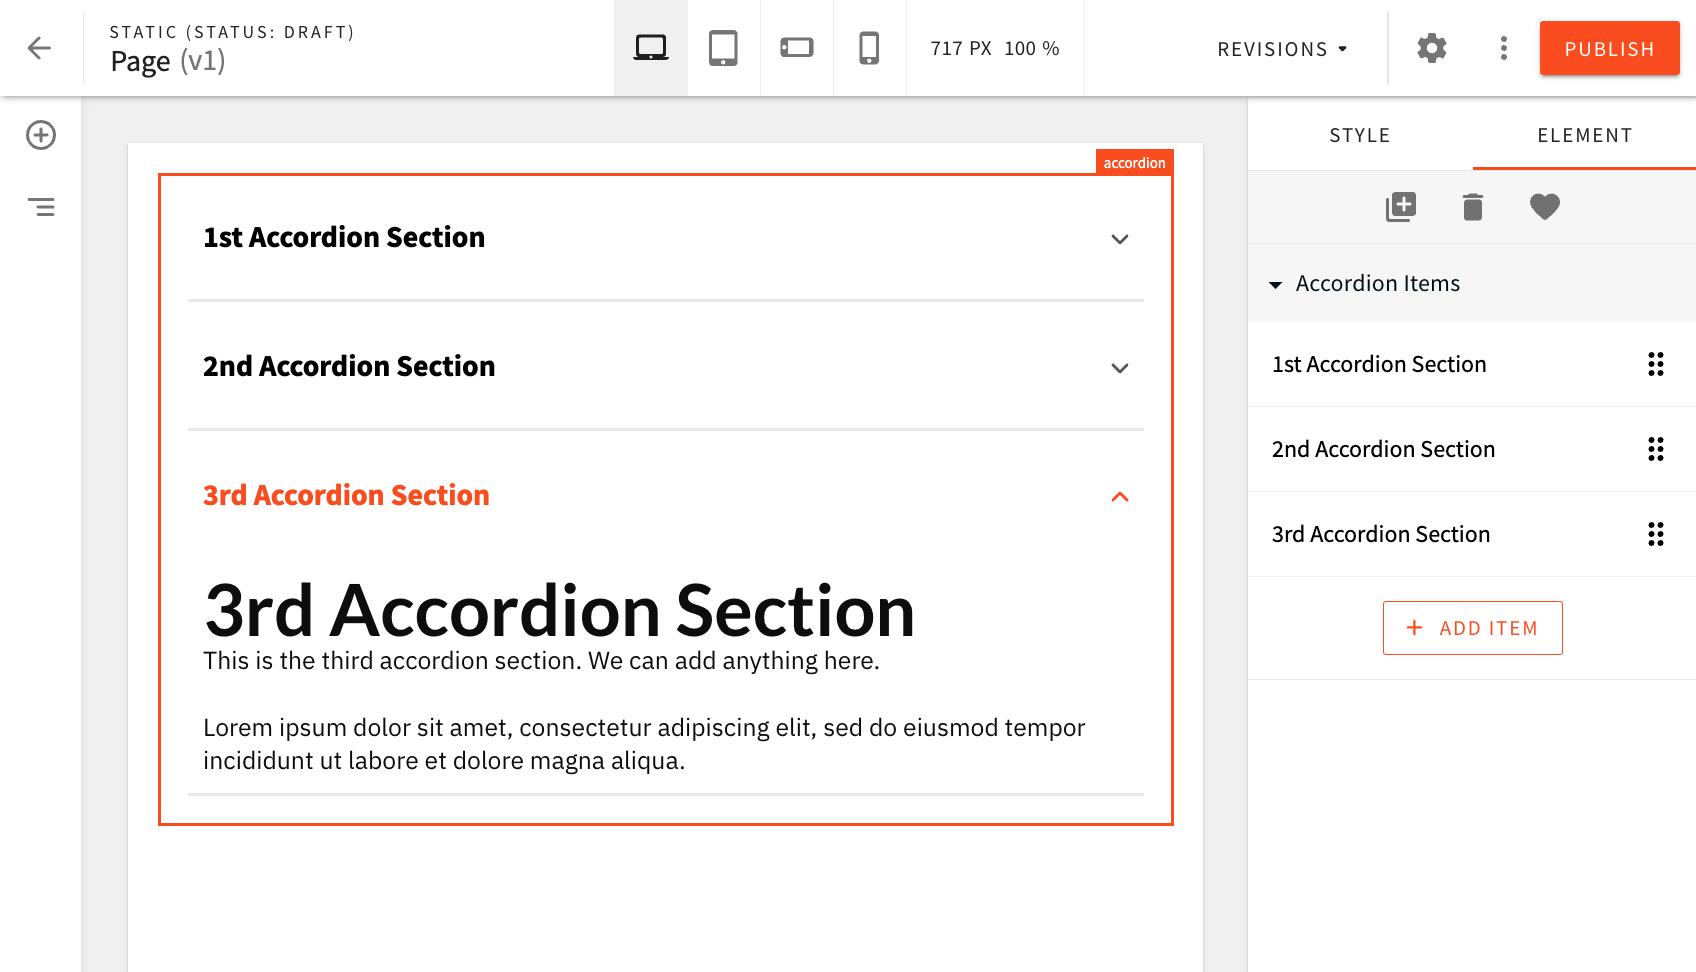 STATIC (STATUS: DRAFT)
Page (v1)
717 PX 100 %
REVISIONS
PUBLISH
accordion
1st Accordion Section
2nd Accordion Section
3rd Accordion Section
3rd Accordion Section
This is the third accordion section. We can add anything here.
Lorem ipsum dolor sit amet, consectetur adipiscing elit, sed do eiusmod tempor
incididunt ut labore et dolore magna aliqua.
STYLE
ELEMENT
Accordion Items
1st Accordion Section
2nd Accordion Section
3rd Accordion Section
+ ADD ITEM